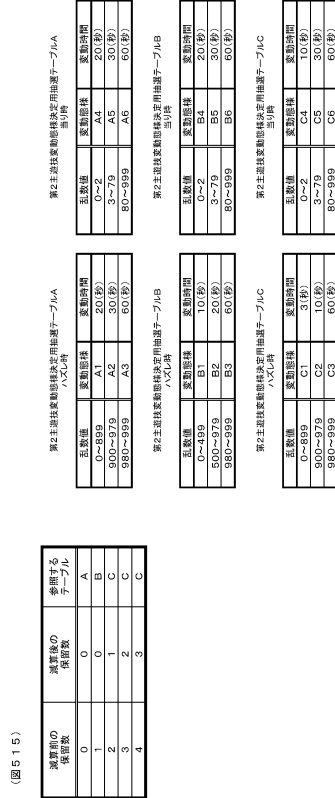 (図515)
減算前の保留数 減算後の保留数 参照するテーブル
0 0 A
1 0 B
2 1 C
3 2 C
4 3 C
第2主遊技変動態様決定用抽選テーブルA
ハズレ時
乱数値 変動態様 変動時間
0~899 A1 20(秒)
900~979 A2 30(秒)
980~999 A3 60(秒)
第2主遊技変動態様決定用抽選テーブルA
当り時
乱数値 変動態様 変動時間
0~2 A4 20(秒)
3~79 A5 30(秒)
80~999 A6 60(秒)
第2主遊技変動態様決定用抽選テーブルB
ハズレ時
乱数値 変動態様 変動時間
0~499 B1 10(秒)
500~979 B2 20(秒)
980~999 B3 60(秒)
第2主遊技変動態様決定用抽選テーブルB
当り時
乱数値 変動態様 変動時間
0~2 B4 20(秒)
3~79 B5 30(秒)
80~999 B6 60(秒)
第2主遊技変動態様決定用抽選テーブルC
ハズレ時
乱数値 変動態様 変動時間
0~899 C1 3(秒)
900~979 C2 10(秒)
980~999 C3 60(秒)
第2主遊技変動態様決定用抽選テーブルC
当り時
乱数値 変動態様 変動時間
0~2 C4 10(秒)
3~79 C5 30(秒)
80~999 C6 60(秒)